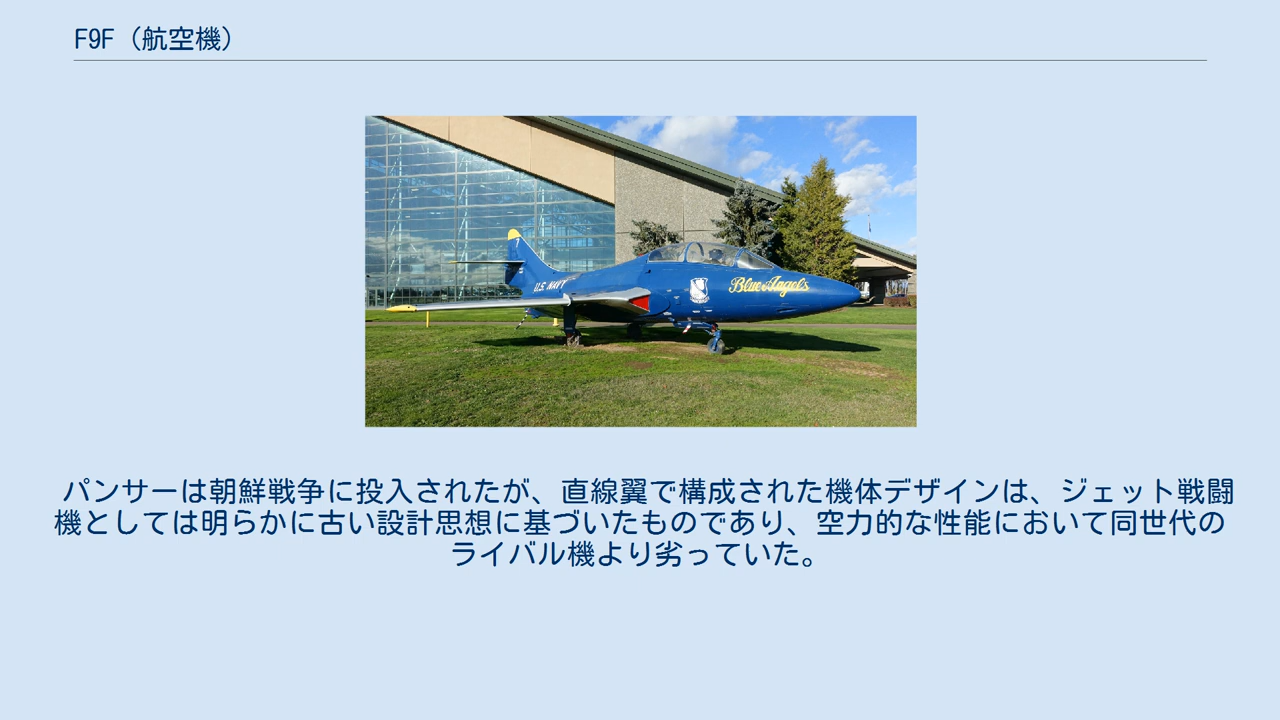 F9F（航空機）
7
U.S. NAVY
Blue Angels
パンサーは朝鮮戦争に投入されたが、直線翼で構成された機体デザインは、ジェット戦闘
機としては明らかに古い設計思想に基づいたものであり、空力的な性能において同世代の
ライバル機より劣っていた。